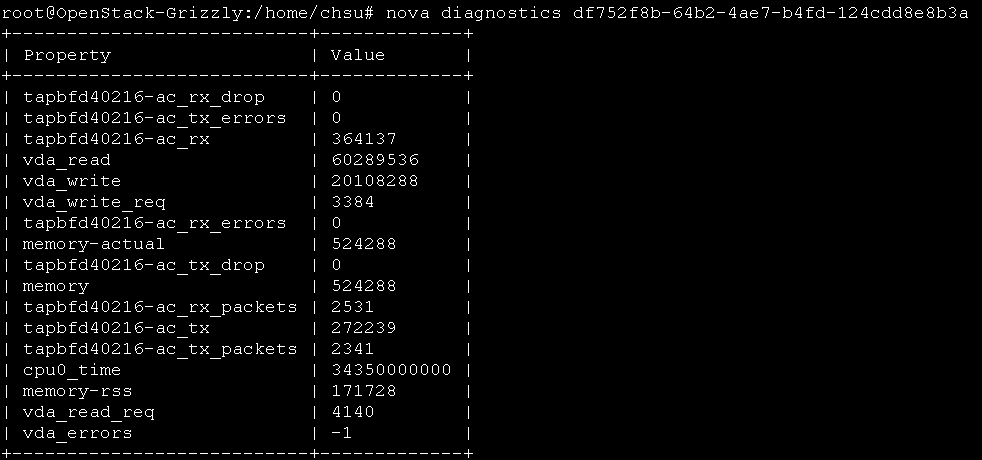 root@OpenStack-Grizzly:/home/chsu# nova diagnostics df752f8b-64b2-4ae7-b4fd-124cdd8e8b3a
+---------------------------+-------------+
| Property                  | Value       |
+---------------------------+-------------+
| tapbfd40216-ac_rx_drop    | 0           |
| tapbfd40216-ac_tx_errors  | 0           |
| tapbfd40216-ac_rx         | 364137      |
| vda_read                  | 60289536    |
| vda_write                 | 20108288    |
| vda_write_req             | 3384        |
| tapbfd40216-ac_rx_errors  | 0           |
| memory-actual             | 524288      |
| tapbfd40216-ac_tx_drop    | 0           |
| memory                    | 524288      |
| tapbfd40216-ac_rx_packets | 2531        |
| tapbfd40216-ac_tx         | 272239      |
| tapbfd40216-ac_tx_packets | 2341        |
| cpu0_time                 | 34350000000 |
| memory-rss                | 171728      |
| vda_read_req              | 4140        |
| vda_errors                | -1          |
+---------------------------+-------------+